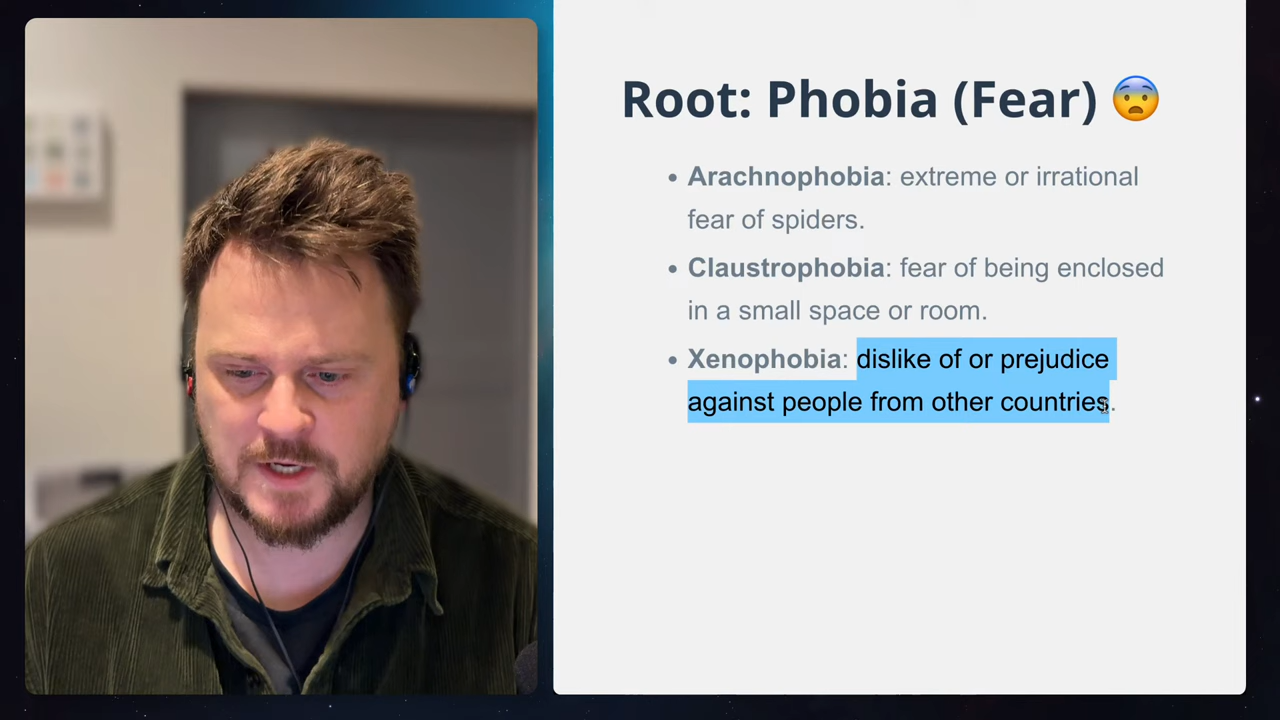 Root: Phobia (Fear) 😨
• Arachnophobia: extreme or irrational
fear of spiders.
• Claustrophobia: fear of being enclosed
in a small space or room.
• Xenophobia: dislike of or prejudice
against people from other countries.